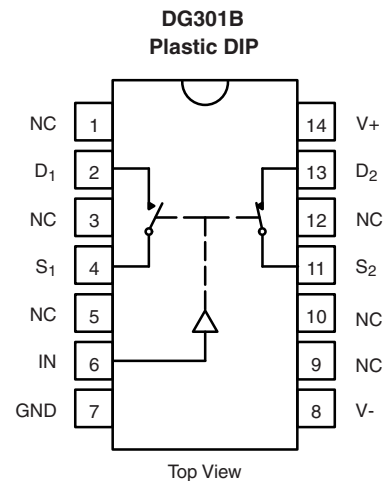 DG301B
Plastic DIP
NC 1 14 V+
D1 2 13 D2
NC 3 12 NC
S1 4 11 S2
NC 5 10 NC
IN 6 9 NC
GND 7 8 V-
Top View